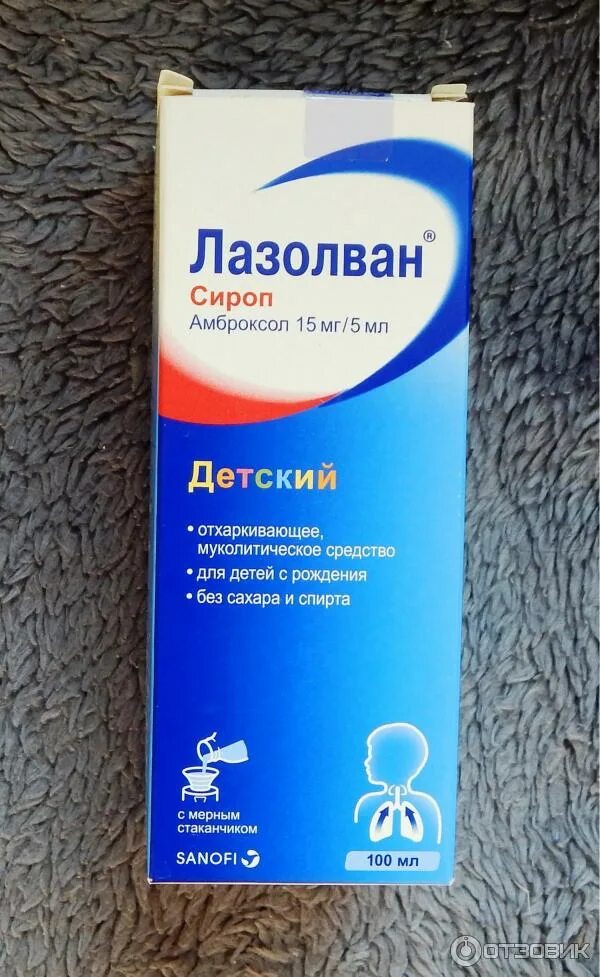 Лазолван®
Сироп
Амброксол 15 мг/5 мл
Детский
• отхаркивающее,
муколитическое средство
• для детей с рождения
• без сахара и спирта
с мерным
стаканчиком
SANOFI
100 мл
ОТЗОВИК